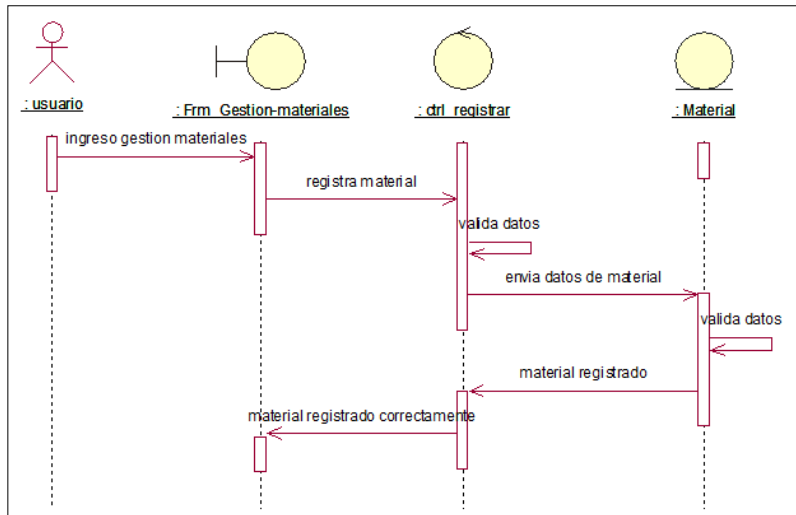 : usuario
: Frm_Gestion-materiales
: ctrl_registrar
: Material
ingreso gestion materiales
registra material
valida datos
envia datos de material
valida datos
material registrado
material registrado correctamente